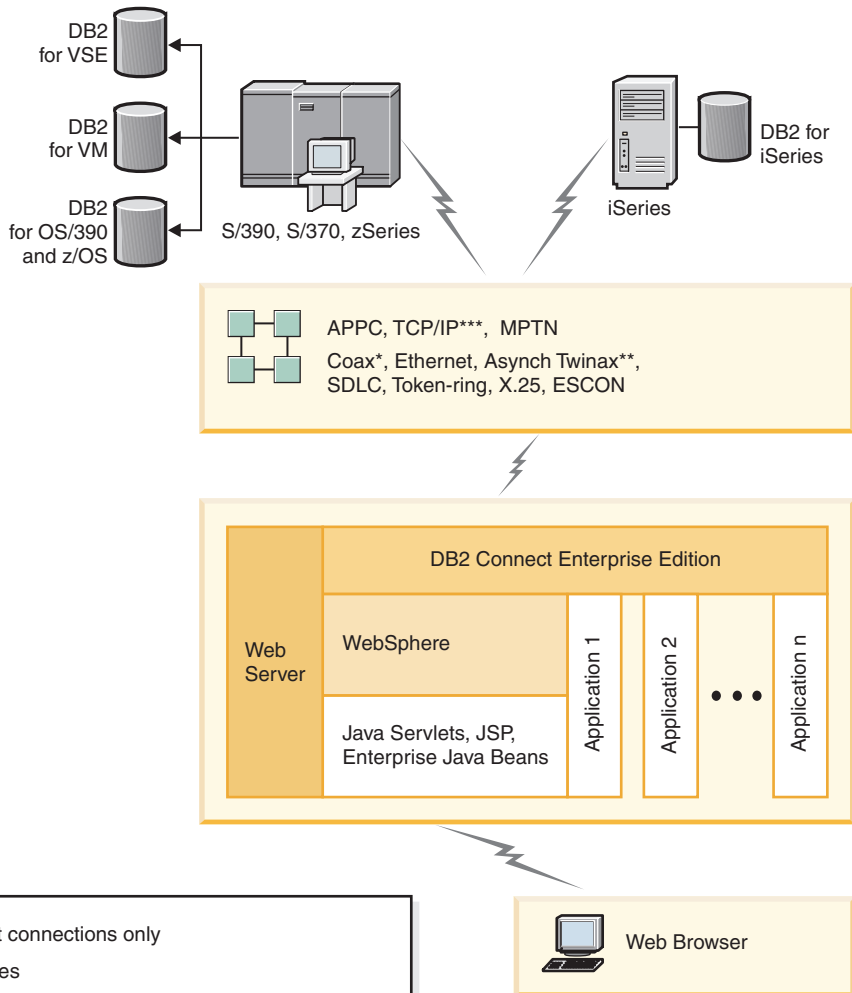 DB2
for VSE
DB2
for VM
DB2
for OS/390
and z/OS
S/390, S/370, zSeries
DB2 for
iSeries
iSeries
APPC, TCP/IP***, MPTN
Coax*, Ethernet, Asynch Twinax**,
SDLC, Token-ring, X.25, ESCON
DB2 Connect Enterprise Edition
Web
Server
WebSphere
Java Servlets, JSP,
Enterprise Java Beans
Application 1
Application 2
Application n
connections only
Web Browser